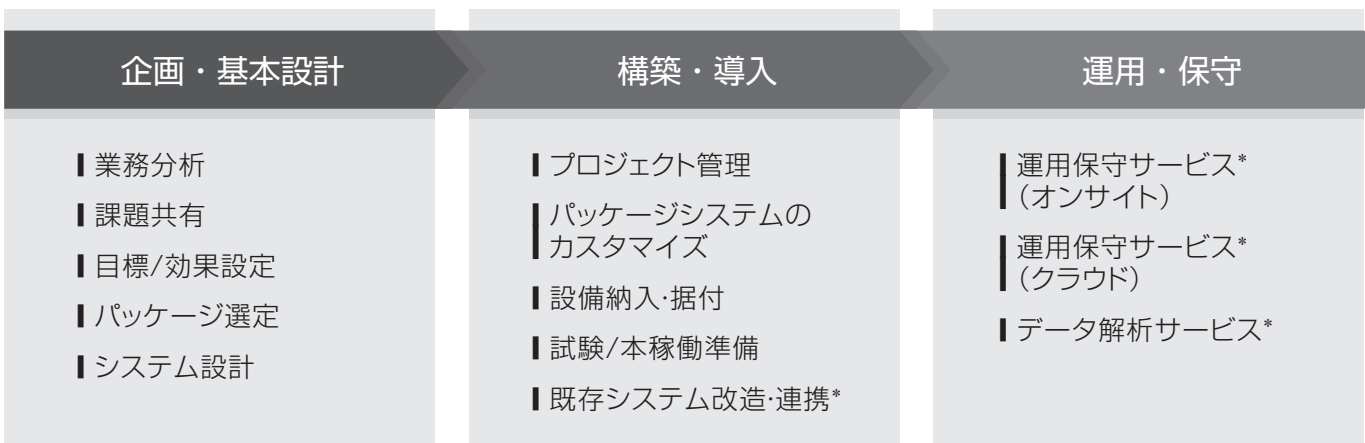 企画・基本設計
業務分析
課題共有
目標/効果設定
パッケージ選定
システム設計
構築・導入
プロジェクト管理
パッケージシステムの
カスタマイズ
設備納入·据付
試験/本稼働準備
既存システム改造·連携*
運用・保守
運用保守サービス*
（オンサイト）
運用保守サービス*
（クラウド）
データ解析サービス*